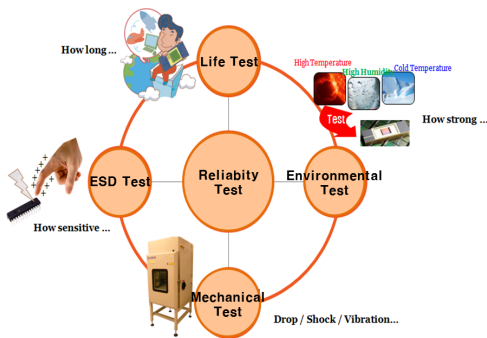 How long ...
Life Test
High Temperature
High Humidity
Cold Temperature
Test
How strong ...
ESD Test
Reliabity
Test
Environmental
Test
How sensitive ...
Mechanical
Test
Drop / Shock / Vibration...